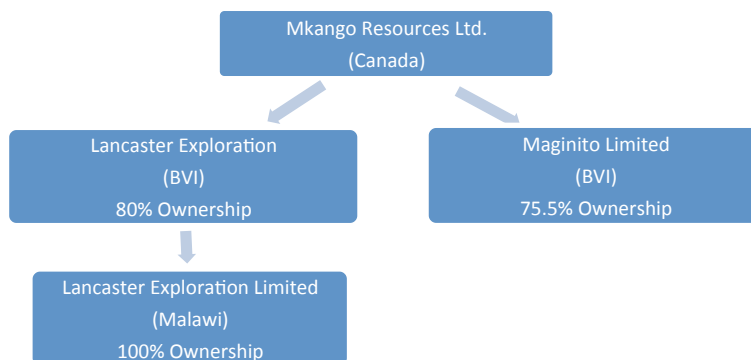 Mkango Resources Ltd.
(Canada)
Lancaster Exploration
(BVI)
80% Ownership
Maginito Limited
(BVI)
75.5% Ownership
Lancaster Exploration Limited
(Malawi)
100% Ownership